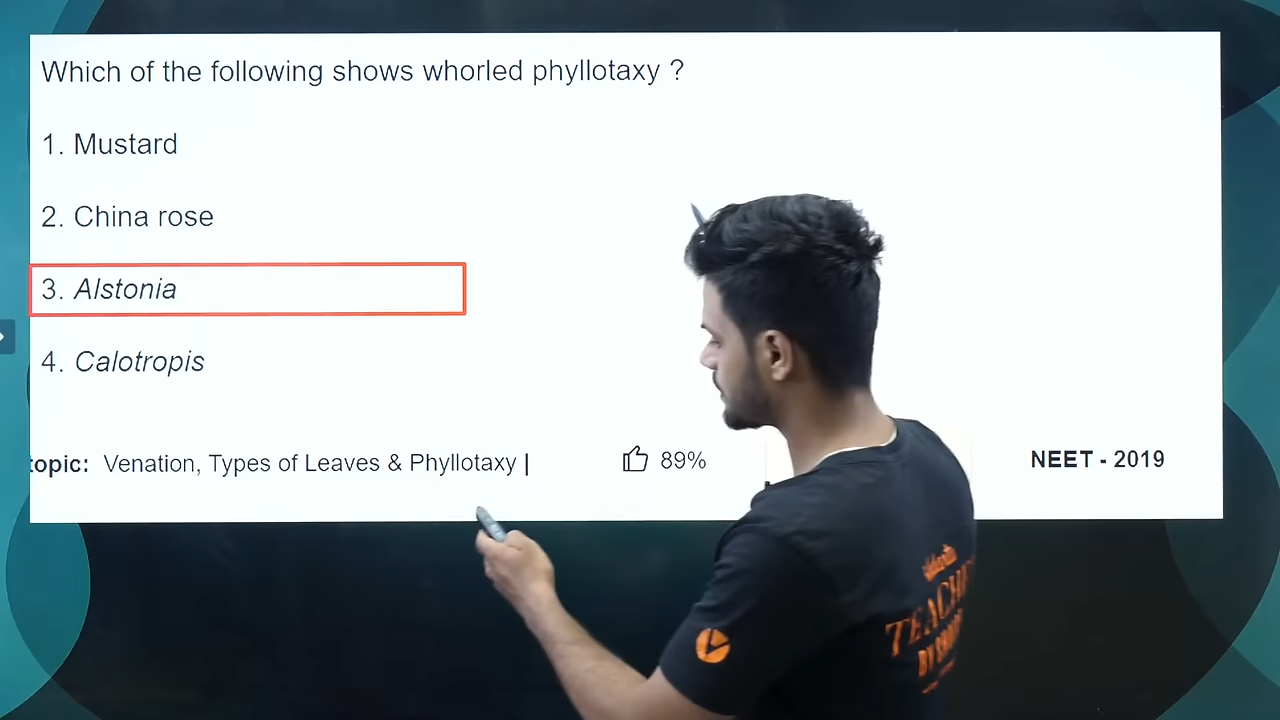 Which of the following shows whorled phyllotaxy ?
1. Mustard
2. China rose
3. Alstonia
4. Calotropis
topic: Venation, Types of Leaves & Phyllotaxy |
89%
NEET - 2019